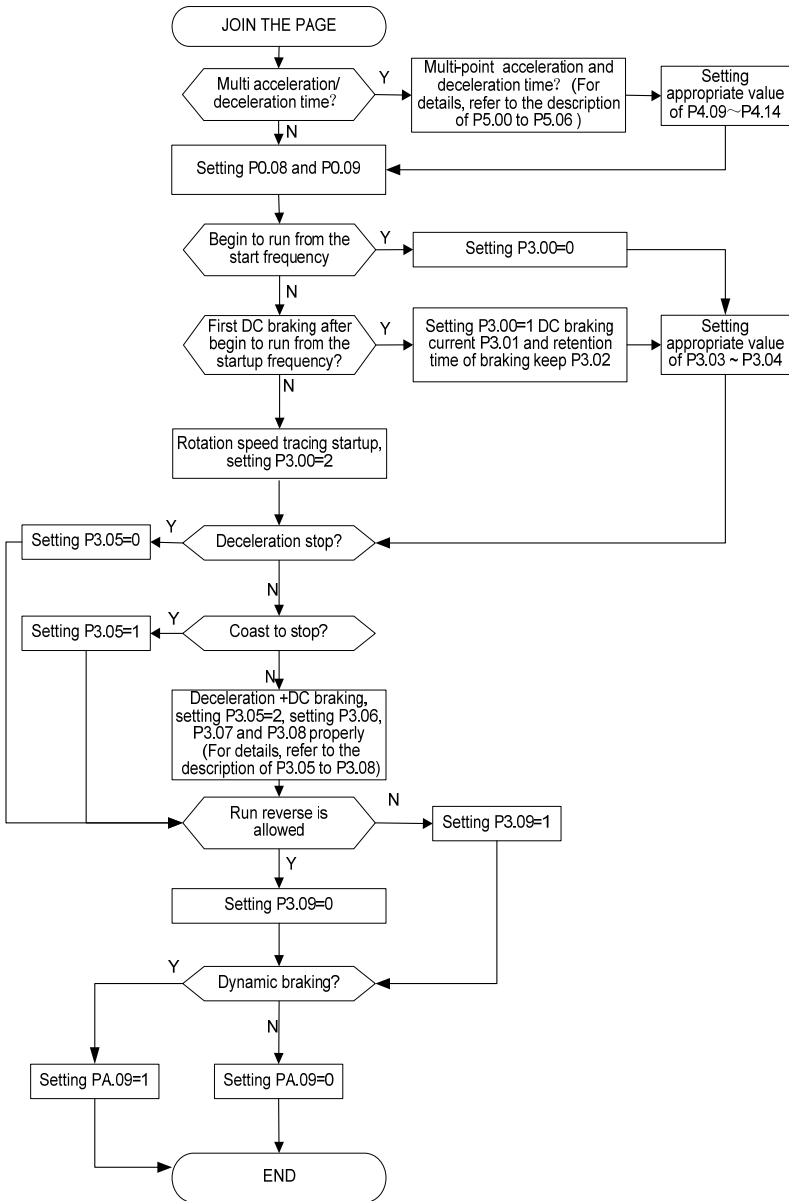 JOIN THE PAGE
Multi acceleration/
deceleration time?
Y
Multi-point acceleration and
deceleration time? (For
details, refer to the description
of P5.00 to P5.06 )
Setting
appropriate value
of P4.09～P4.14
N
Setting P0.08 and P0.09
Begin to run from the
start frequency
Y
Setting P3.00=0
N
First DC braking after
begin to run from the
startup frequency?
Y
Setting P3.00=1 DC braking
current P3.01 and retention
time of braking keep P3.02
Setting
appropriate value
of P3.03 ~ P3.04
N
Rotation speed tracing startup,
setting P3.00=2
Setting P3.05=0
Y
Deceleration stop?
N
Setting P3.05=1
Y
Coast to stop?
N
Deceleration +DC braking,
setting P3.05=2, setting P3.06,
P3.07 and P3.08 properly
(For details, refer to the
description of P3.05 to P3.08)
Run reverse is
allowed
N
Setting P3.09=1
Y
Setting P3.09=0
Y
Dynamic braking?
N
Setting PA.09=1
Setting PA.09=0
END